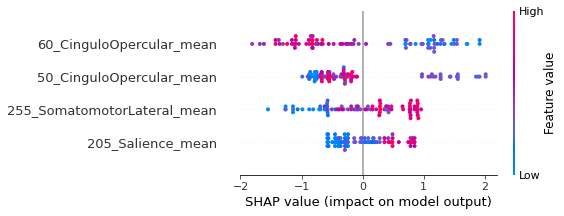 High
60_CinguloOpercular_mean
50_CinguloOpercular_mean
255_SomatomotorLateral_mean
205_Salience_mean
Feature value
Low
−2 −1 0 1 2
SHAP value (impact on model output)